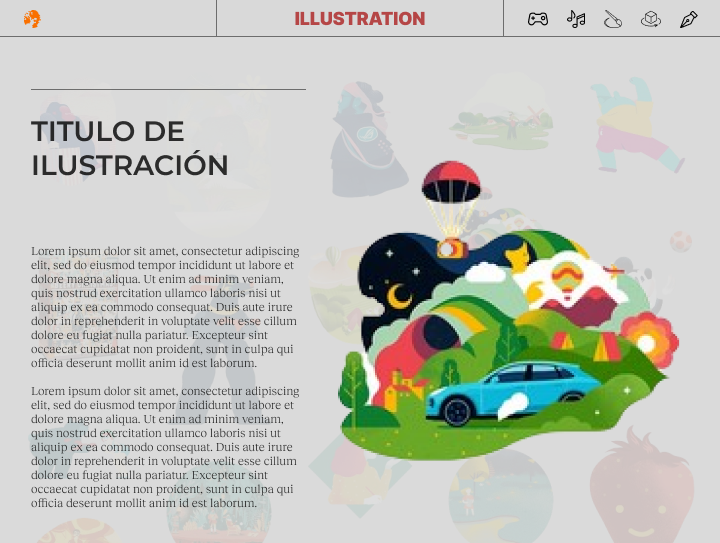 ILLUSTRATION
TITULO DE
ILUSTRACIÓN
Lorem ipsum dolor sit amet, consectetur adipiscing
elit, sed do eiusmod tempor incididunt ut labore et
dolore magna aliqua. Ut enim ad minim veniam,
quis nostrud exercitation ullamco laboris nisi ut
aliquip ex ea commodo consequat. Duis aute irure
dolor in reprehenderit in voluptate velit esse cillum
dolore eu fugiat nulla pariatur. Excepteur sint
occaecat cupidatat non proident, sunt in culpa qui
officia deserunt mollit anim id est laborum.
Lorem ipsum dolor sit amet, consectetur adipiscing
elit, sed do eiusmod tempor incididunt ut labore et
dolore magna aliqua. Ut enim ad minim veniam,
quis nostrud exercitation ullamco laboris nisi ut
aliquip ex ea commodo consequat. Duis aute irure
dolor in reprehenderit in voluptate velit esse cillum
dolore eu fugiat nulla pariatur. Excepteur sint
occaecat cupidatat non proident, sunt in culpa qui
officia deserunt mollit anim id est laborum.